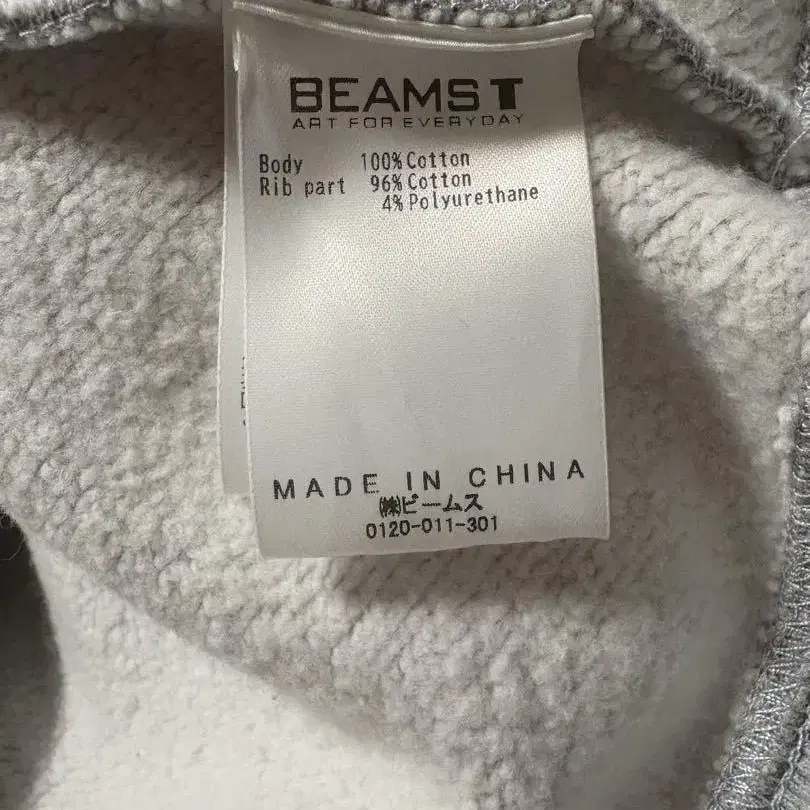 BEAMS T
ART FOR EVERYDAY
Body 100% Cotton
Rib part 96% Cotton
4% Polyurethane
MADE IN CHINA
㈱ビームス
0120-011-301